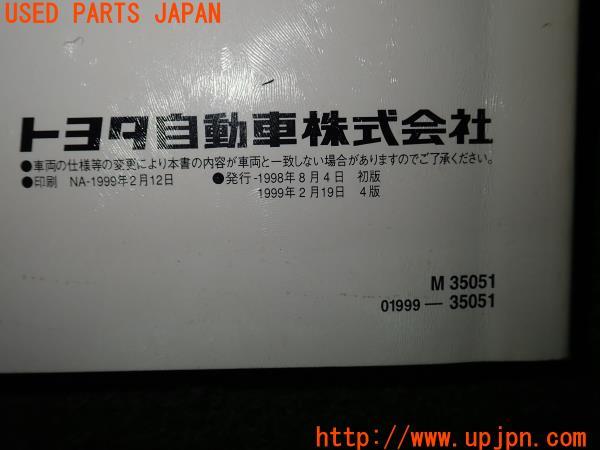 USED PARTS JAPAN
トヨタ自動車株式会社
●車両の仕様等の変更により本書の内容が車両と一致しない場合がありますのでご了承ください。
●印刷 NA-1999年2月12日 ●発行-1998年8月4日 初版
1999年2月19日 4版
M 35051
01999 — 35051
http://www.upjpn.com/